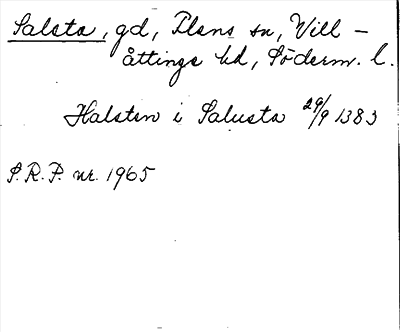 Salsta, gd, Flens sn, Vill-
åttinge hd, Söderm. l.
Halsten i Salusta 29/9 1383
S.R.P. nr. 1965